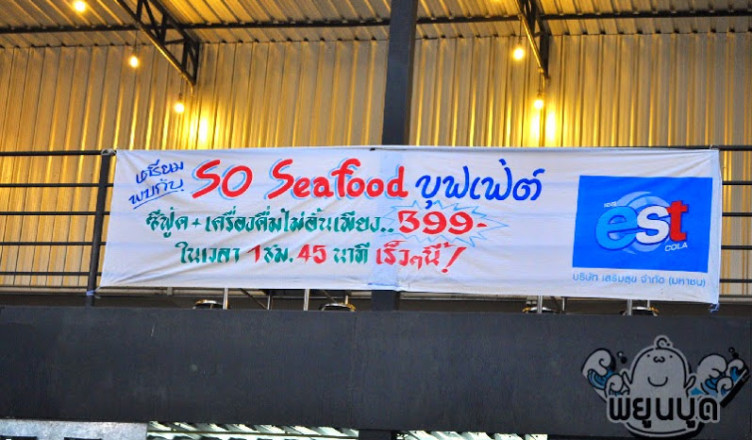 เตรียม
พบกับ SO Seafood บุฟเฟ่ต์
ซีฟู้ด + เครื่องดื่มไม่อั้นเพียง.. 399.-
ในเวลา 1 ชม. 45 นาที เร็วๆนี้!
est
COLA
บริษัท เสริมสุข จำกัด (มหาชน)
พยูนบูด